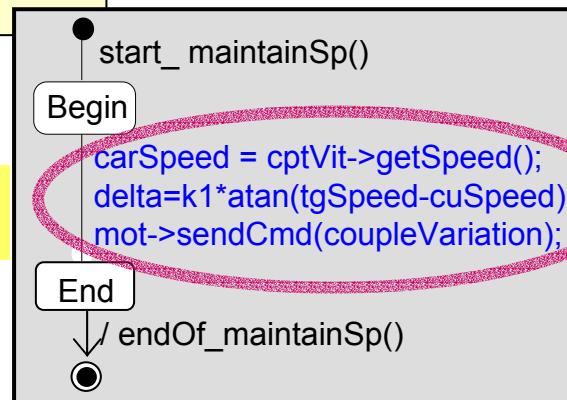 start_ maintainSp()
Begin
carSpeed = cptVit->getSpeed();
delta=k1*atan(tgSpeed-cuSpeed)
mot->sendCmd(coupleVariation);
End
/ endOf_maintainSp()